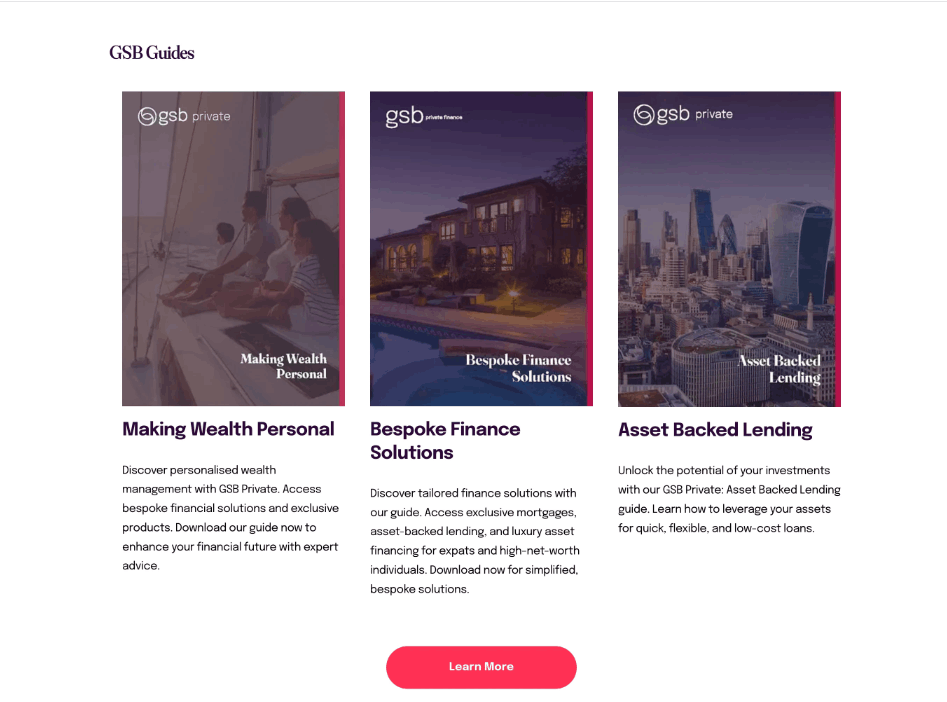 GSB Guides
gsb private
Making Wealth
Personal
gsb private finance
Bespoke Finance
Solutions
gsb private
Asset Backed
Lending
Making Wealth Personal
Discover personalised wealth
management with GSB Private. Access
bespoke financial solutions and exclusive
products. Download our guide now to
enhance your financial future with expert
advice.
Bespoke Finance
Solutions
Discover tailored finance solutions with
our guide. Access exclusive mortgages,
asset-backed lending, and luxury asset
financing for expats and high-net-worth
individuals. Download now for simplified,
bespoke solutions.
Asset Backed Lending
Unlock the potential of your investments
with our GSB Private: Asset Backed Lending
guide. Learn how to leverage your assets
for quick, flexible, and low-cost loans.
Learn More